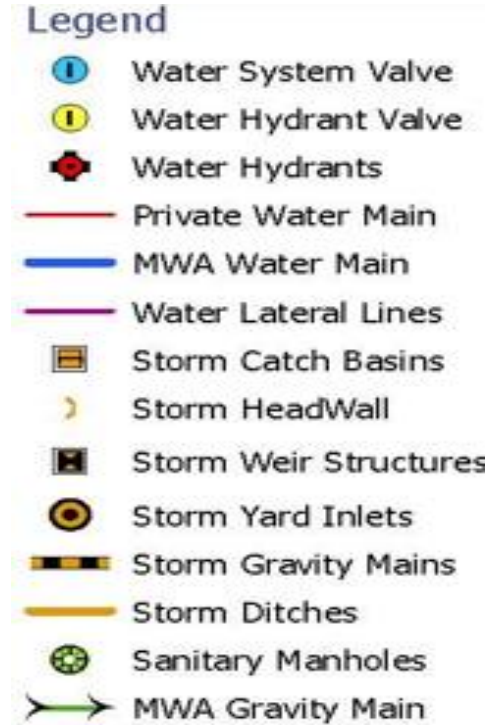 Legend
Water System Valve
Water Hydrant Valve
Water Hydrants
Private Water Main
MWA Water Main
Water Lateral Lines
Storm Catch Basins
Storm HeadWall
Storm Weir Structures
Storm Yard Inlets
Storm Gravity Mains
Storm Ditches
Sanitary Manholes
MWA Gravity Main